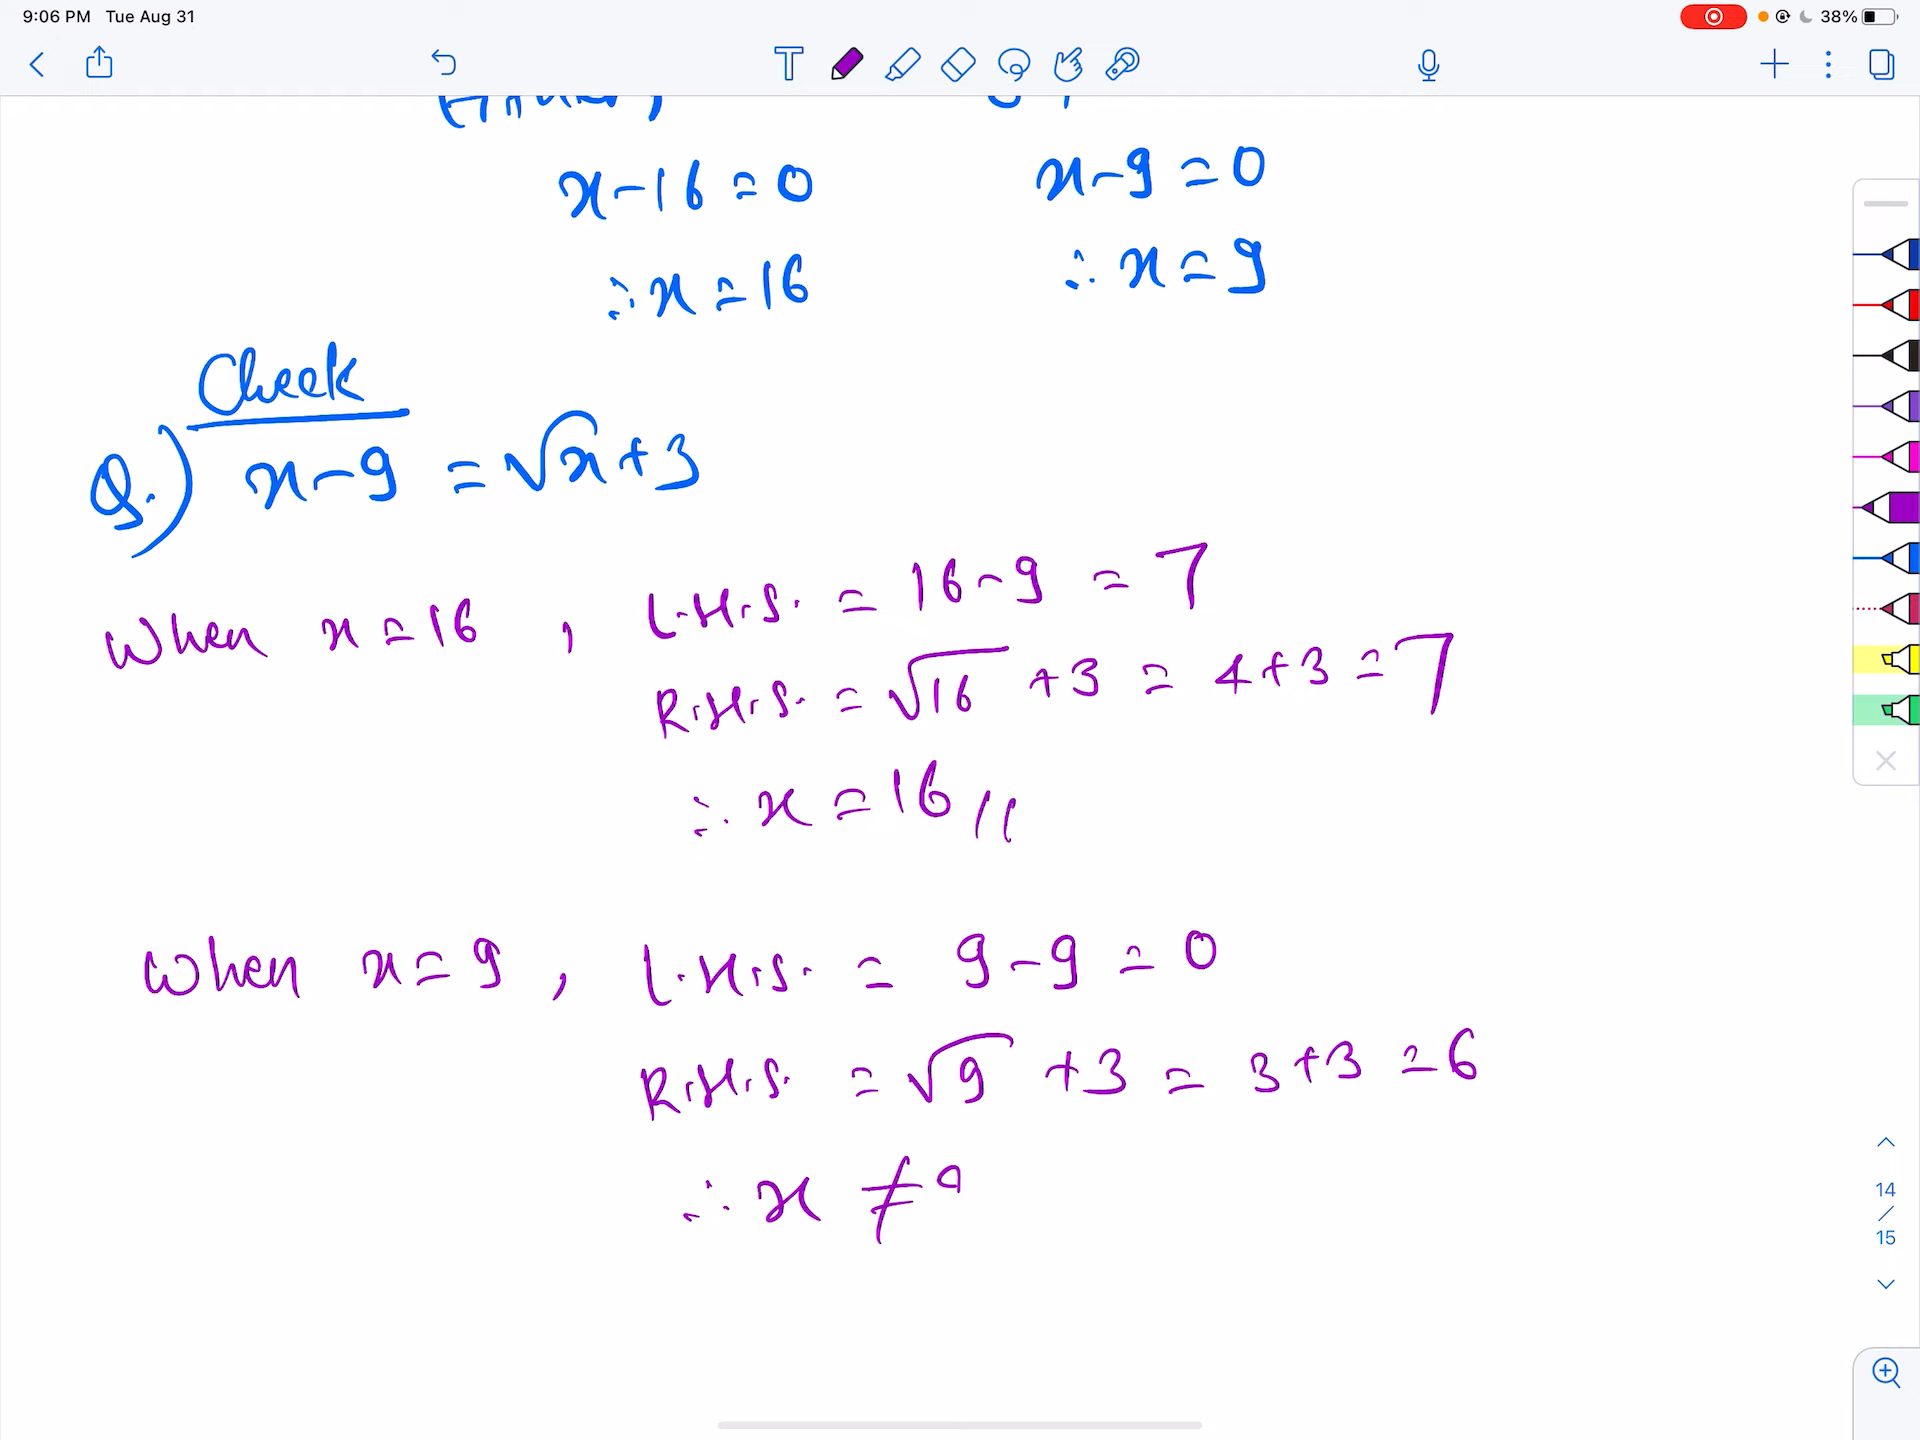 9:06 PM Tue Aug 31
38%
x-16=0
x-9=0
∴x=16
∴x=9
Check
Q.) x-9 = √x+3
When x=16 , L.H.S. = 16-9 = 7
R.H.S. = √16 +3 = 4+3=7
∴ x=16 //
When x=9 , L.H.S. = 9-9 = 0
R.H.S. = √9 +3 = 3+3 =6
∴ x ≠9
14
/
15